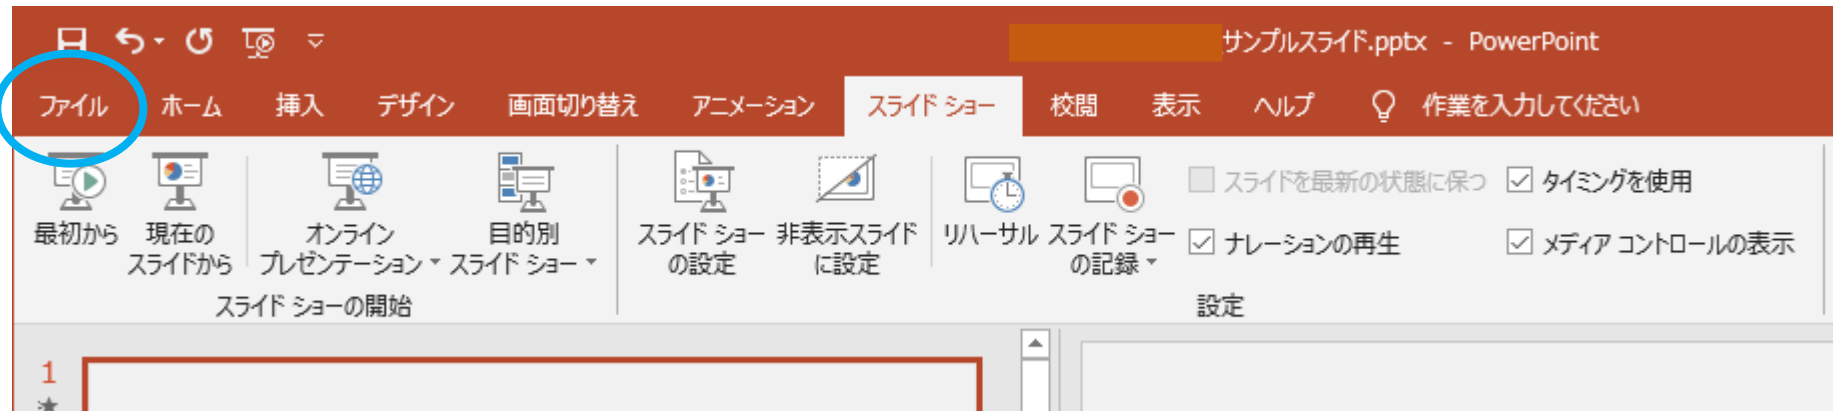 サンプルスライド.pptx - PowerPoint
ファイル ホーム 挿入 デザイン 画面切り替え アニメーション スライド ショー 校閲 表示 ヘルプ 作業を入力してください
最初から
現在の
スライドから
オンライン
プレゼンテーション
目的別
スライド ショー
スライド ショーの開始
スライド ショー
の設定
非表示スライド
に設定
リハーサル
スライド ショー
の記録
スライドを最新の状態に保つ
タイミングを使用
ナレーションの再生
メディア コントロールの表示
設定
1